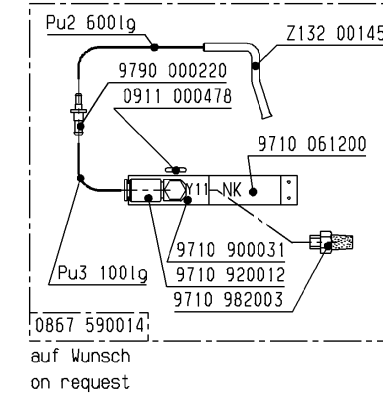 Pu2 600lg
Z132 00145
9790 000220
0911 000478
9710 061200
Y11 NK
9710 900031
Pu3 100lg
9710 920012
9710 982003
0867 590014
auf Wunsch
on request